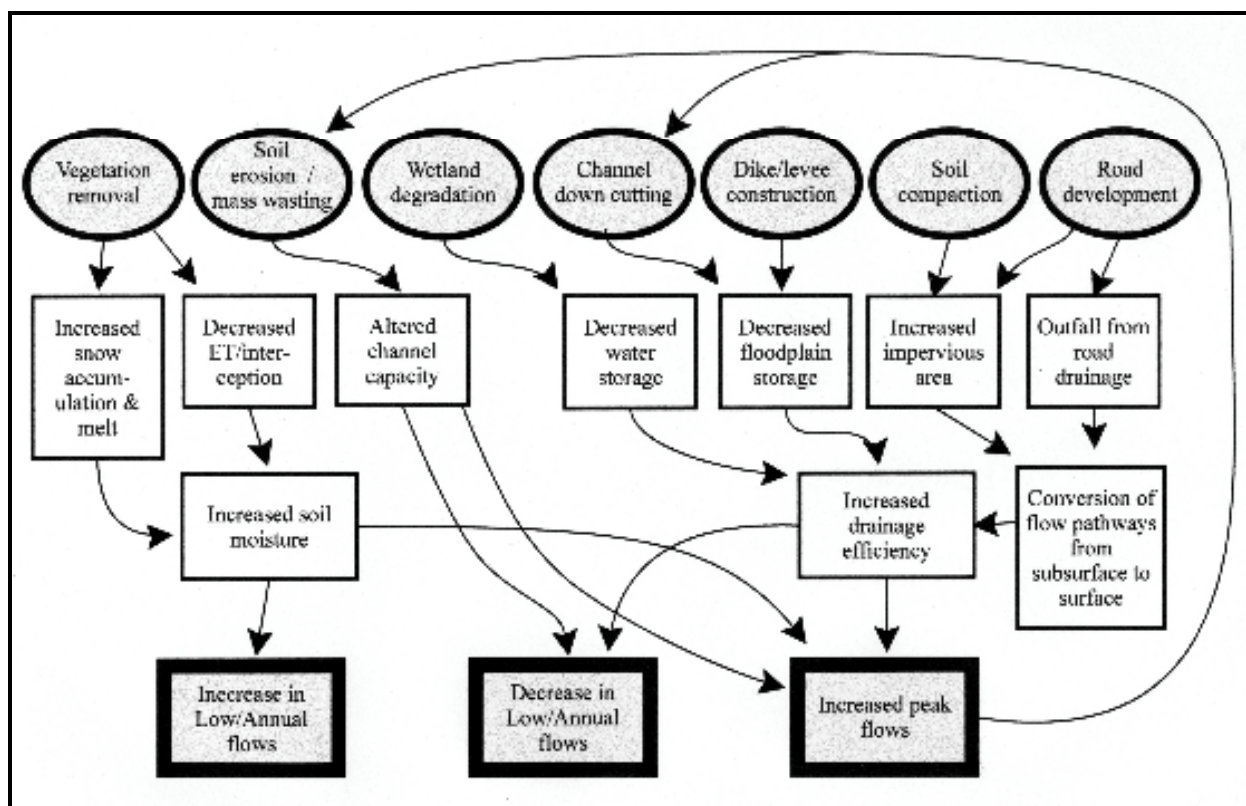 Vegetation
removal
Soil
erosion /
mass wasting
Wetland
degradation
Channel
down cutting
Dike/levee
construction
Soil
compaction
Road
development
Increased
snow
accum-
ulation &
melt
Decreased
ET/inter-
ception
Altered
channel
capacity
Decreased
water
storage
Decreased
floodplain
storage
Increased
impervious
area
Outfall from
road
drainage
Increased soil
moisture
Increased
drainage
efficiency
Conversion of
flow pathways
from
subsurface to
surface
Increase in
Low/Annual
flows
Decrease in
Low/Annual
flows
Increased peak
flows